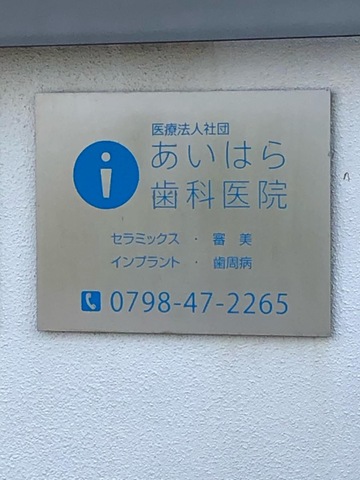 医療法人社団
あいはら
歯科医院
セラミックス ・ 審 美
インプラント ・ 歯周病
0798-47-2265